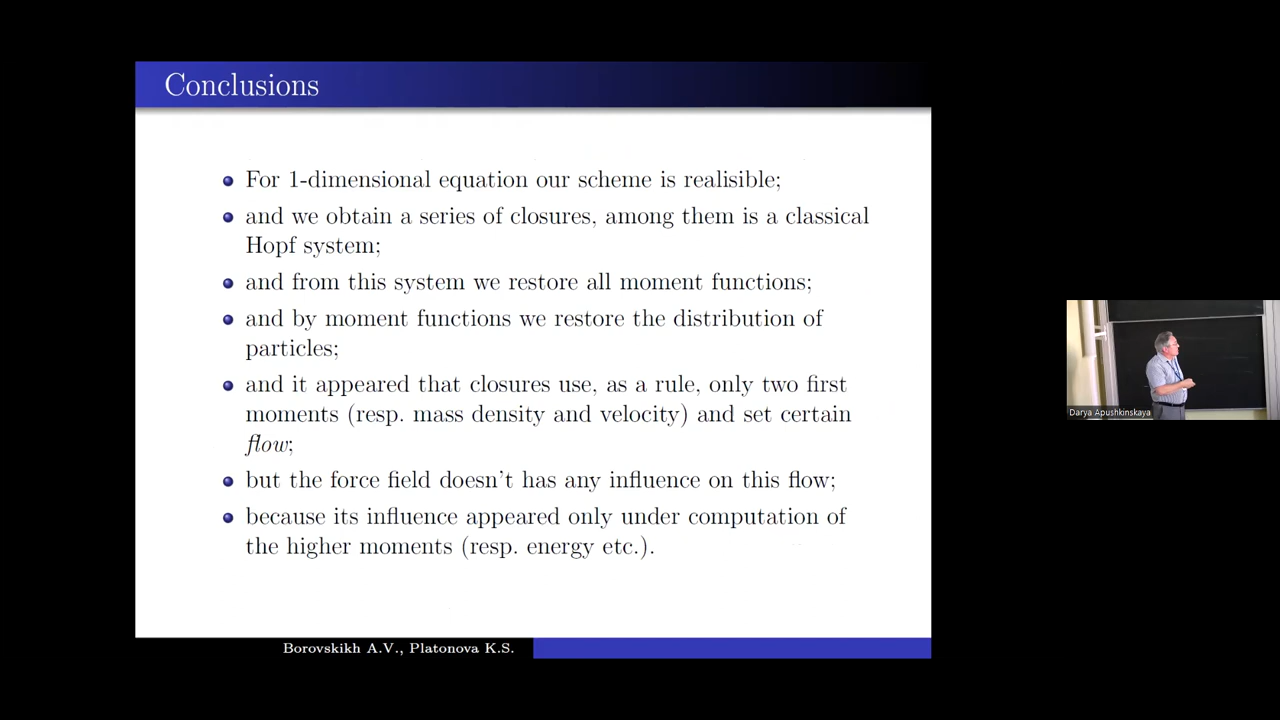 Conclusions
For 1-dimensional equation our scheme is realisible;
and we obtain a series of closures, among them is a classical
Hopf system;
and from this system we restore all moment functions;
and by moment functions we restore the distribution of
particles;
and it appeared that closures use, as a rule, only two first
moments (resp. mass density and velocity) and set certain
flow;
but the force field doesn't has any influence on this flow;
because its influence appeared only under computation of
the higher moments (resp. energy etc.).
Borovskikh A.V., Platonova K.S.
Darya Apushkinskaya